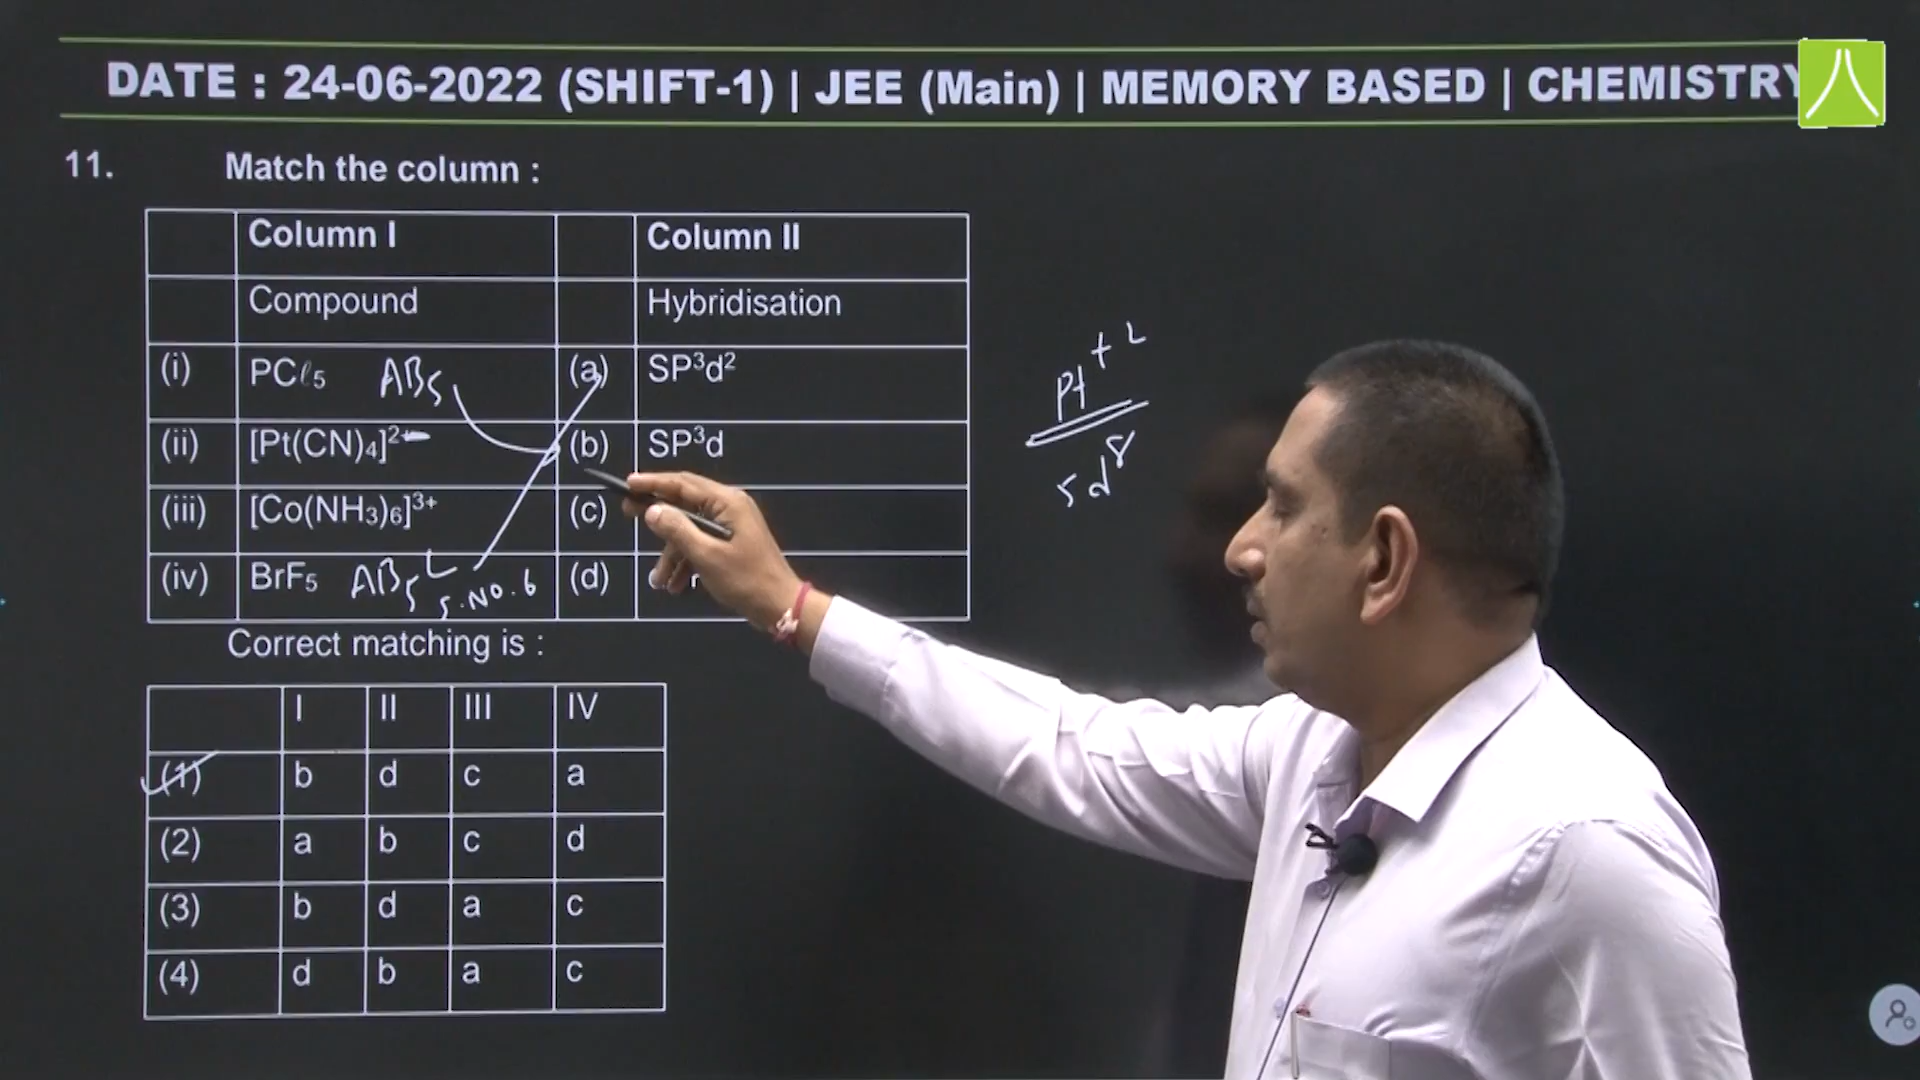 DATE : 24-06-2022 (SHIFT-1) | JEE (Main) | MEMORY BASED | CHEMISTRY
11. Match the column :
Column I Column II
Compound Hybridisation
(i) PCℓ5 AB5 (a) SP³d²
(ii) [Pt(CN)4]²⁻ (b) SP³d
(iii) [Co(NH3)6]³⁺ (c)
(iv) BrF5 AB5L S.NO.6 (d)
Pt+2
5d8
Correct matching is :
I II III IV
(1) b d c a
(2) a b c d
(3) b d a c
(4) d b a c